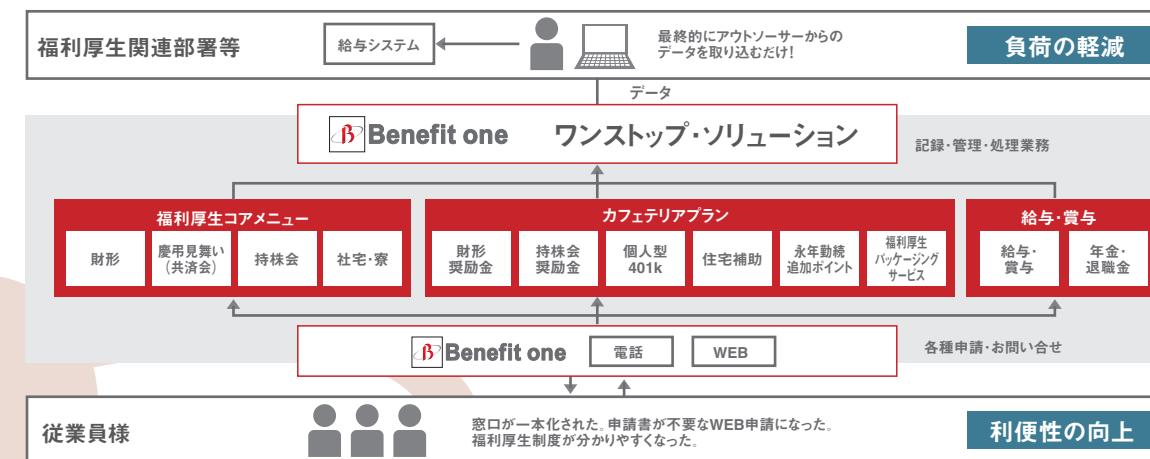 福利厚生関連部署等
給与システム
最終的にアウトソーサーからの
データを取り込むだけ!
負荷の軽減
データ
Benefit one ワンストップ・ソリューション
記録・管理・処理業務
福利厚生コアメニュー
財形
慶弔見舞い
(共済会)
持株会
社宅・寮
カフェテリアプラン
財形
奨励金
持株会
奨励金
個人型
401k
住宅補助
永年勤続
追加ポイント
福利厚生
パッケージング
サービス
給与・賞与
給与・
賞与
年金・
退職金
Benefit one
電話
WEB
各種申請・お問い合せ
従業員様
窓口が一本化された。申請書が不要なWEB申請になった。
福利厚生制度が分かりやすくなった。
利便性の向上